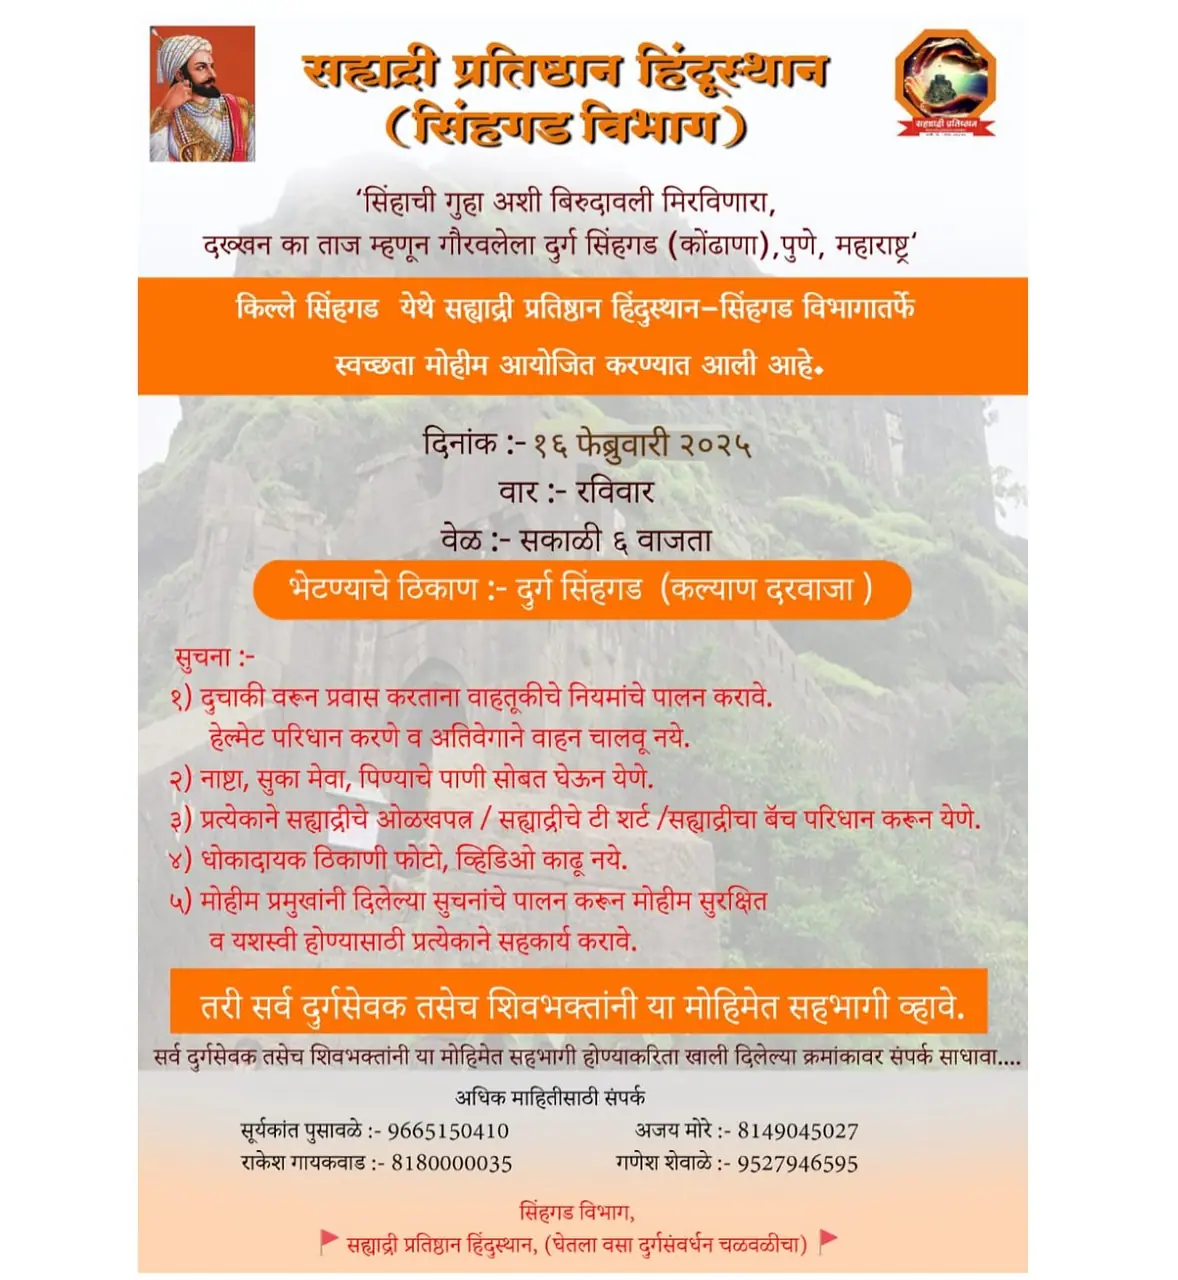 सह्याद्री प्रतिष्ठान हिंदूस्थान
(सिंहगड विभाग)
सह्याद्री प्रतिष्ठान
‘सिंहाची गुहा अशी बिरुदावली मिरविणारा,
दख्खन का ताज म्हणून गौरवलेला दुर्ग सिंहगड (कोंढाणा),पुणे, महाराष्ट्र‘
किल्ले सिंहगड येथे सह्याद्री प्रतिष्ठान हिंदुस्थान–सिंहगड विभागातर्फे
स्वच्छता मोहीम आयोजित करण्यात आली आहे.
दिनांक :- १६ फेब्रुवारी २०२५
वार :- रविवार
वेळ :- सकाळी ६ वाजता
भेटण्याचे ठिकाण :- दुर्ग सिंहगड (कल्याण दरवाजा )
सुचना :-
१) दुचाकी वरून प्रवास करताना वाहतूकीचे नियमांचे पालन करावे.
हेल्मेट परिधान करणे व अतिवेगाने वाहन चालवू नये.
२) नाष्टा, सुका मेवा, पिण्याचे पाणी सोबत घेऊन येणे.
३) प्रत्येकाने सह्याद्रीचे ओळखपत्र / सह्याद्रीचे टी शर्ट /सह्याद्रीचा बॅच परिधान करून येणे.
४) धोकादायक ठिकाणी फोटो, व्हिडिओ काढू नये.
५) मोहीम प्रमुखांनी दिलेल्या सुचनांचे पालन करून मोहीम सुरक्षित
व यशस्वी होण्यासाठी प्रत्येकाने सहकार्य करावे.
तरी सर्व दुर्गसेवक तसेच शिवभक्तांनी या मोहिमेत सहभागी व्हावे.
सर्व दुर्गसेवक तसेच शिवभक्तांनी या मोहिमेत सहभागी होण्याकरिता खाली दिलेल्या क्रमांकावर संपर्क साधावा....
अधिक माहितीसाठी संपर्क
सूर्यकांत पुसावळे :- 9665150410 अजय मोरे :- 8149045027
राकेश गायकवाड :- 8180000035 गणेश शेवाळे :- 9527946595
सिंहगड विभाग,
सह्याद्री प्रतिष्ठान हिंदुस्थान, (घेतला वसा दुर्गसंवर्धन चळवळीचा)